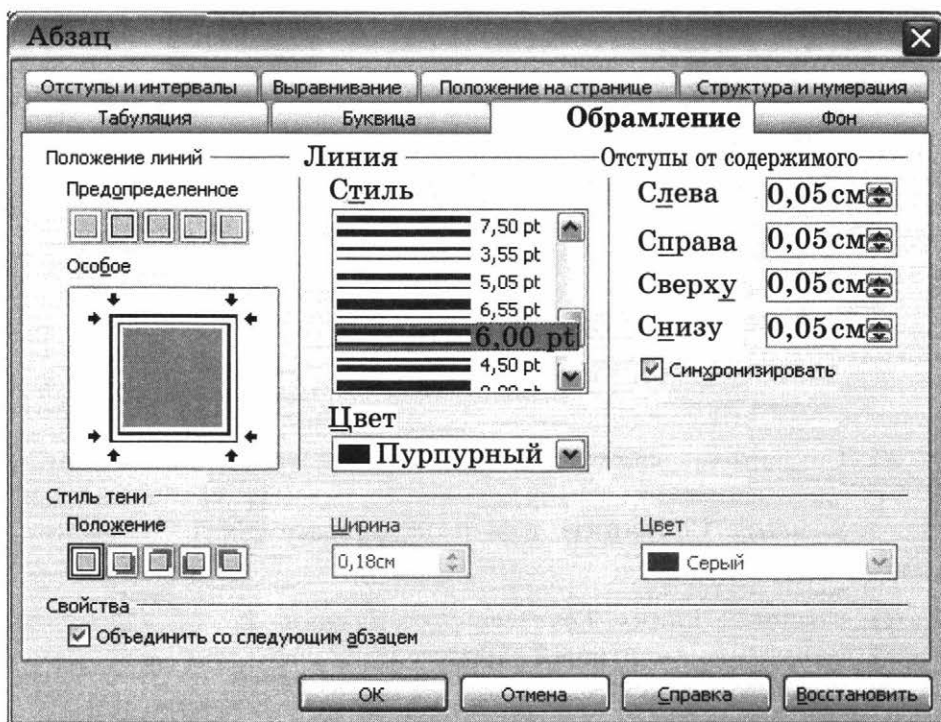 Абзац
Отступы и интервалы Выравнивание Положение на странице Структура и нумерация
Табуляция Буквица Обрамление Фон
Положение линий Линия Отступы от содержимого
Предопределенное Стиль Слева 0,05 см
7,50 pt
3,55 pt Справа 0,05 см
Особое 5,05 pt
6,55 pt Сверху 0,05 см
6,00 pt Снизу 0,05 см
4,50 pt Синхронизировать
Цвет
Пурпурный
Стиль тени
Положение Ширина Цвет
0,18см Серый
Свойства
Объединить со следующим абзацем
ОК Отмена Справка Восстановить